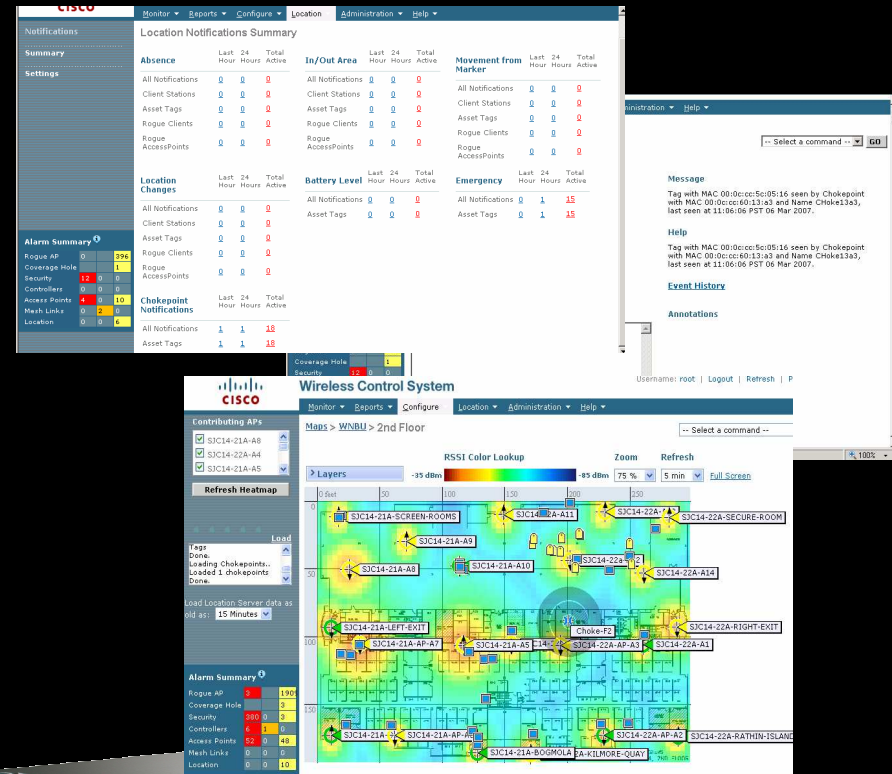 CISCO
Monitor Reports Configure Location Administration Help
Notifications
Summary
Settings
Location Notifications Summary
Absence Last Hour 24 Hours Total Active
All Notifications 0 0 0
Client Stations 0 0 0
Asset Tags 0 0 0
Rogue Clients 0 0 0
Rogue AccessPoints 0 0 0
In/Out Area Last Hour 24 Hours Total Active
All Notifications 0 0 0
Client Stations 0 0 0
Asset Tags 0 0 0
Rogue Clients 0 0 0
Rogue AccessPoints 0 0 0
Movement from Marker Last Hour 24 Hours Total Active
All Notifications 0 0 0
Client Stations 0 0 0
Asset Tags 0 0 0
Rogue Clients 0 0 0
Rogue AccessPoints 0 0 0
Location Changes Last Hour 24 Hours Total Active
All Notifications 0 0 0
Client Stations 0 0 0
Asset Tags 0 0 0
Rogue Clients 0 0 0
Rogue AccessPoints 0 0 0
Battery Level Last Hour 24 Hours Total Active
All Notifications 0 0 0
Asset Tags 0 0 0
Emergency Last Hour 24 Hours Total Active
All Notifications 0 1 15
Asset Tags 0 1 15
Chokepoint Notifications Last Hour 24 Hours Total Active
All Notifications 1 1 18
Asset Tags 1 1 18
Alarm Summary
Rogue AP 0 396
Coverage Hole 1
Security 12 0 0
Controllers 0 0 0
Access Points 4 0 10
Mesh Links 0 2 0
Location 0 0 6
ministration Help
-- Select a command -- GO
Message
Tag with MAC 00:0c:cc:5c:05:16 seen by Chokepoint
with MAC 00:0c:cc:60:13:a3 and Name CHoke13a3,
last seen at 11:06:06 PST 06 Mar 2007.
Help
Tag with MAC 00:0c:cc:5c:05:16 seen by Chokepoint
with MAC 00:0c:cc:60:13:a3 and Name CHoke13a3,
last seen at 11:06:06 PST 06 Mar 2007.
Event History
Annotations
100%
Coverage Hole 1
Security 12 0 0
Username: root | Logout | Refresh | P
CISCO
Wireless Control System
Monitor Reports Configure Location Administration Help
Contributing APs
SJC14-21A-A8
SJC14-22A-A4
SJC14-21A-A5
Refresh Heatmap
Load
Tags
Done.
Loading Chokepoints..
Loaded 1 chokepoints
Done.
Load Location Server data as
old as: 15 Minutes
Alarm Summary
Rogue AP 3 190
Coverage Hole 3
Security 380 0 3
Controllers 6 1 0
Access Points 52 0 48
Mesh Links 0 0 0
Location 0 0 10
Maps > WNBU > 2nd Floor
-- Select a command --
Layers
RSSI Color Lookup
-35 dBm -85 dBm
Zoom
75 %
Refresh
5 min
Full Screen
0 feet 50 100 150 200 250
0
50
100
150
SJC14-21A-SCREEN-ROOMS
SJC14-22A-A11
SJC14-22A-
SJC14-22A-SECURE-ROOM
SJC14-21A-A9
SJC14-21A-A8
SJC14-21A-A10
SJC14-22a-
SJC14-22A-A14
SJC14-21A-LEFT-EXIT
Choke-F2
SJC14-22A-RIGHT-EXIT
SJC14-21A-AP-A7
SJC14-21A-A5
SJC14-22A-AP-A3
SJC14-22A-A1
SJC14-21A-
SJC14-21A-AP-A
SJC14-22A-AP-A2
SJC14-22A-RATHIN-ISLAND
SJC14-21A-BOGMOLA
2A-KILMORE-QUAY
2ND FLOOR